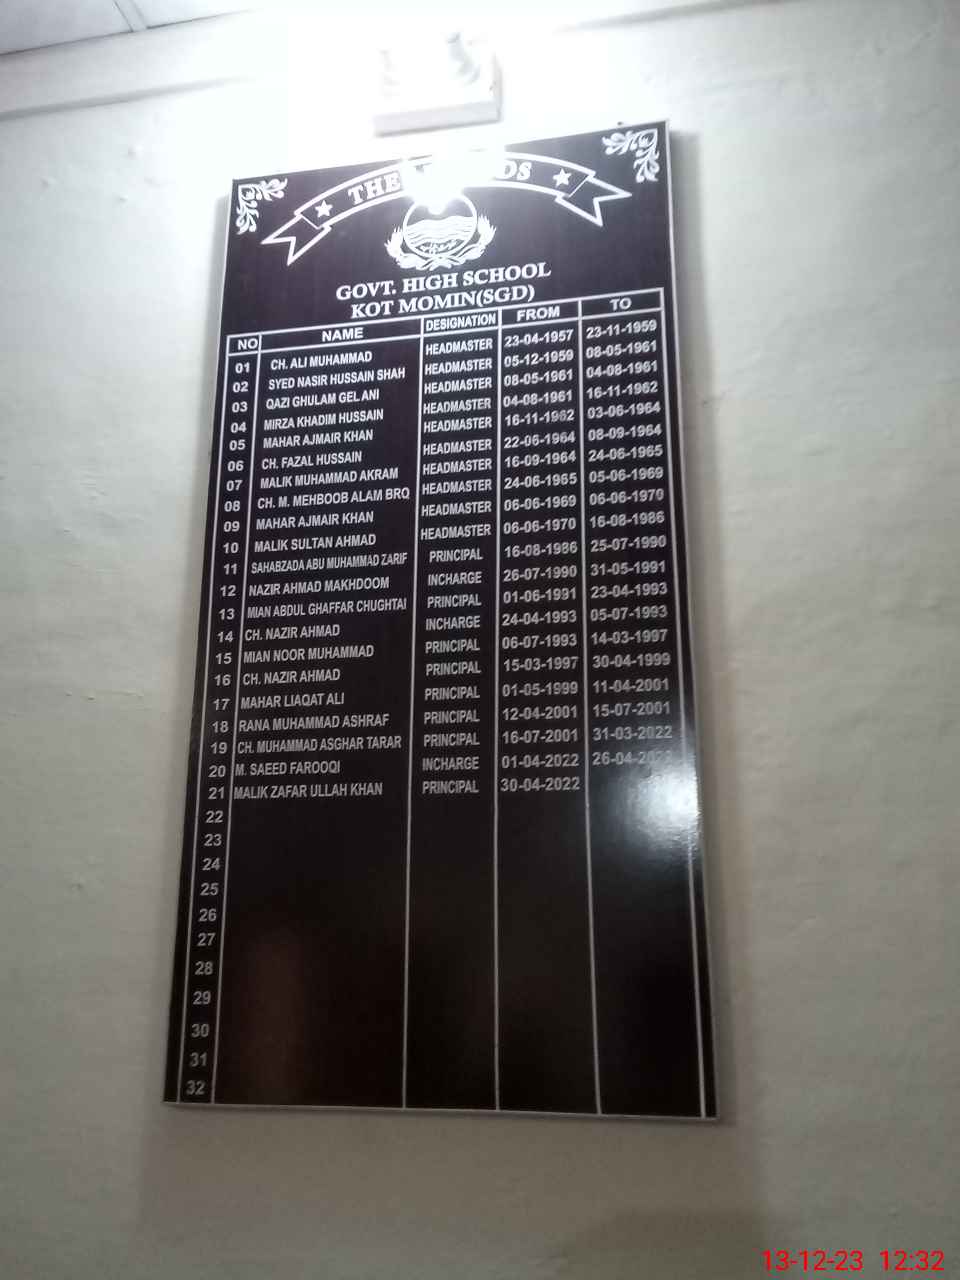 THE
GOVT. HIGH SCHOOL
KOT MOMIN(SGD)
NO NAME DESIGNATION FROM TO
01 CH. ALI MUHAMMAD HEADMASTER 23-04-1957 23-11-1959
02 SYED NASIR HUSSAIN SHAH HEADMASTER 05-12-1959 08-05-1961
03 QAZI GHULAM GELANI HEADMASTER 08-05-1961 04-08-1961
04 MIRZA KHADIM HUSSAIN HEADMASTER 04-08-1961 16-11-1962
05 MAHAR AJMAIR KHAN HEADMASTER 16-11-1962 03-06-1964
06 CH. FAZAL HUSSAIN HEADMASTER 22-06-1964 08-09-1964
07 MALIK MUHAMMAD AKRAM HEADMASTER 16-09-1964 24-06-1965
08 CH. M. MEHBOOB ALAM BRQ HEADMASTER 24-06-1965 05-06-1969
09 MAHAR AJMAIR KHAN HEADMASTER 06-06-1969 06-06-1970
10 MALIK SULTAN AHMAD HEADMASTER 06-06-1970 16-08-1986
11 SAHABZADA ABU MUHAMMAD ZARIF PRINCIPAL 16-08-1986 25-07-1990
12 NAZIR AHMAD MAKHDOOM INCHARGE 26-07-1990 31-05-1991
13 MIAN ABDUL GHAFFAR CHUGHTAI PRINCIPAL 01-06-1991 23-04-1993
14 CH. NAZIR AHMAD INCHARGE 24-04-1993 05-07-1993
15 MIAN NOOR MUHAMMAD PRINCIPAL 06-07-1993 14-03-1997
16 CH. NAZIR AHMAD PRINCIPAL 15-03-1997 30-04-1999
17 MAHAR LIAQAT ALI PRINCIPAL 01-05-1999 11-04-2001
18 RANA MUHAMMAD ASHRAF PRINCIPAL 12-04-2001 15-07-2001
19 CH. MUHAMMAD ASGHAR TARAR PRINCIPAL 16-07-2001 31-03-2022
20 M. SAEED FAROOQI INCHARGE 01-04-2022 26-04-2022
21 MALIK ZAFAR ULLAH KHAN PRINCIPAL 30-04-2022
22
23
24
25
26
27
28
29
30
31
32
13-12-23 12:32